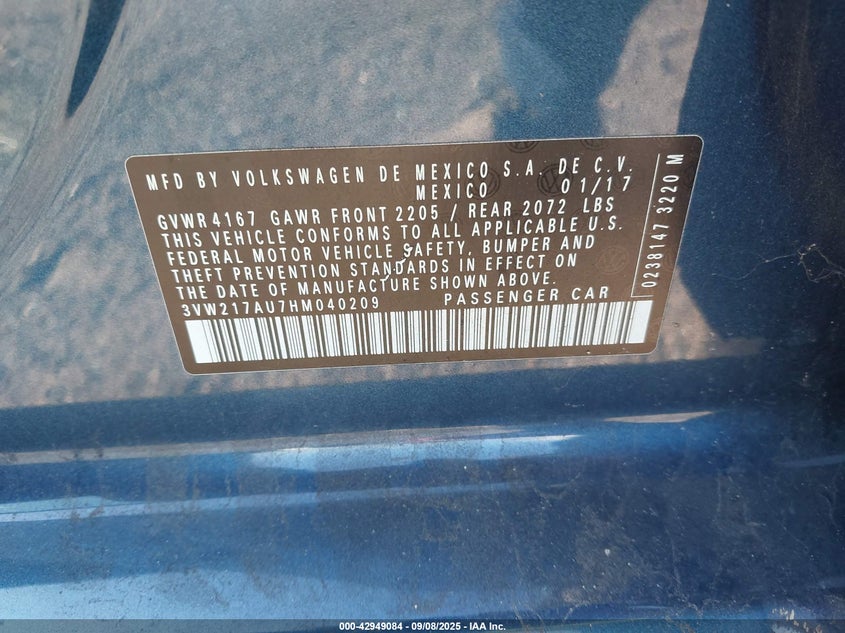 MFD BY VOLKSWAGEN DE MEXICO S.A. DE C.V.
MEXICO 01/17
GVWR 4167 GAWR FRONT 2205 / REAR 2072 LBS
THIS VEHICLE CONFORMS TO ALL APPLICABLE U.S.
FEDERAL MOTOR VEHICLE SAFETY, BUMPER AND
THEFT PREVENTION STANDARDS IN EFFECT ON
THE DATE OF MANUFACTURE SHOWN ABOVE.
3VW217AU7HM040209 PASSENGER CAR
0238147 3220 M
000-42949084 - 09/08/2025 - IAA Inc.